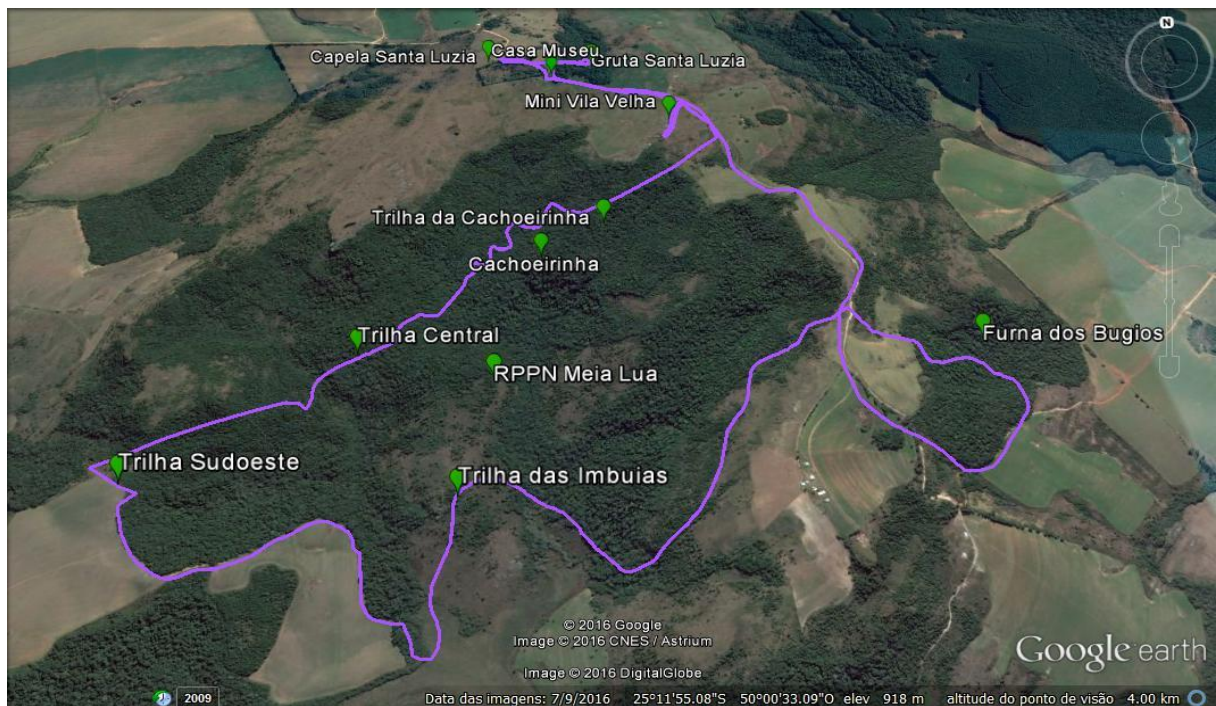 N
Capela Santa Luzia
Casa Museu
Gruta Santa Luzia
Mini Vila Velha
Trilha da Cachoeirinha
Cachoeirinha
Trilha Central
Furna dos Bugios
RPPN Meia Lua
Trilha Sudoeste
Trilha das Imbuias
© 2016 Google
Image © 2016 CNES / Astrium
Image © 2016 DigitalGlobe
Google earth
2009
Data das imagens: 7/9/2016 25°11'55.08"S 50°00'33.09"O elev 918 m altitude do ponto de visão 4.00 km